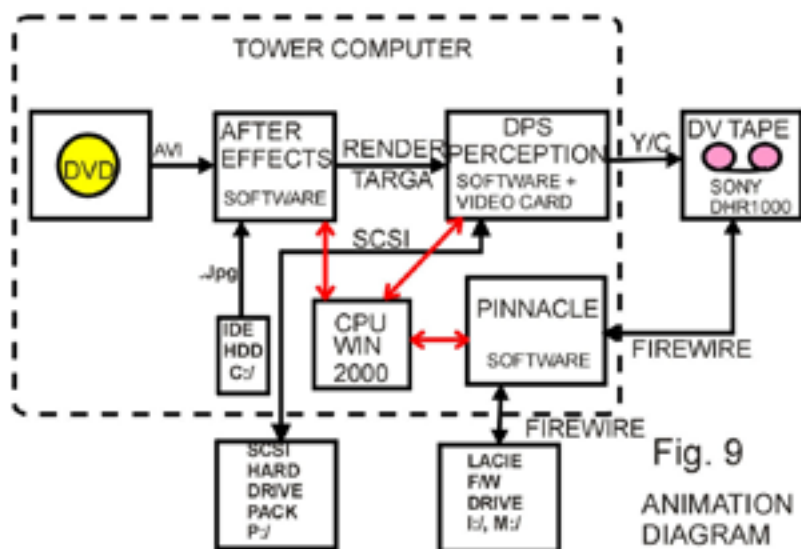 TOWER COMPUTER
DVD
AVI
AFTER
EFFECTS
SOFTWARE
RENDER
TARGA
DPS
PERCEPTION
SOFTWARE +
VIDEO CARD
Y/C
DV TAPE
SONY
DHR1000
SCSI
.Jpg
IDE
HDD
C:/
CPU
WIN
2000
PINNACLE
SOFTWARE
FIREWIRE
SCSI
HARD
DRIVE
PACK
P:/
FIREWIRE
LACIE
F/W
DRIVE
I:/, M:/
Fig. 9
ANIMATION
DIAGRAM